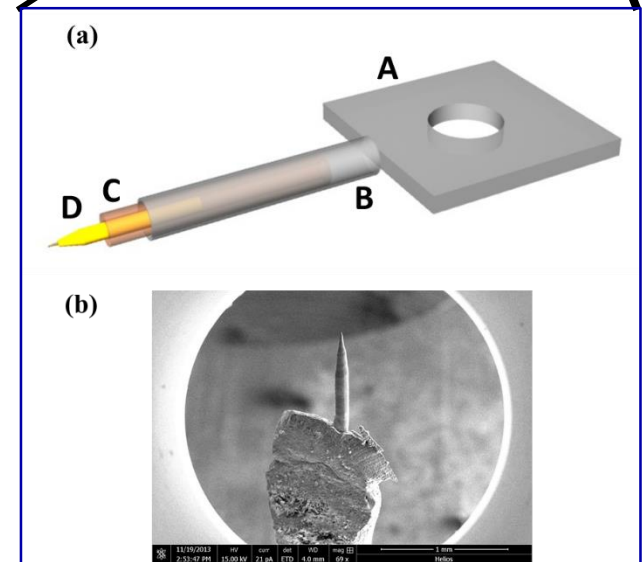 (a)
A
B
C
D
(b)
11/19/2013 HV curr det WD mag ⊞ 1 mm
2:53:47 PM 15.00 kV 21 pA ETD 4.0 mm 69 x Helios